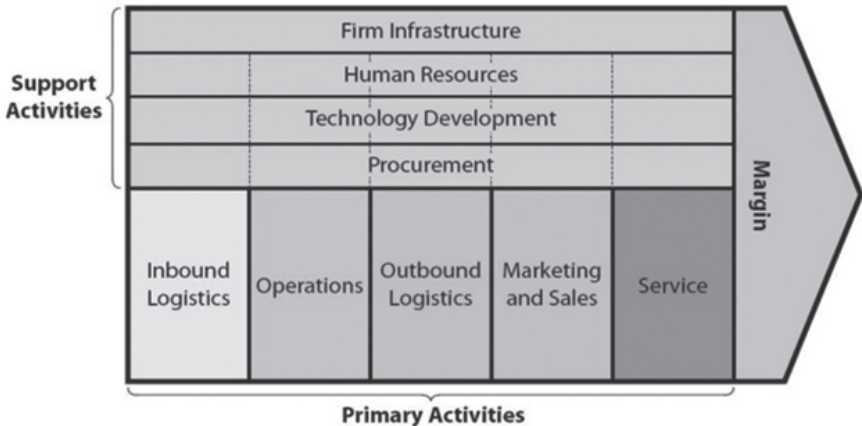 Firm Infrastructure
Human Resources
Technology Development
Procurement
Support
Activities
Margin
Inbound
Logistics
Operations
Outbound
Logistics
Marketing
and Sales
Service
Primary Activities